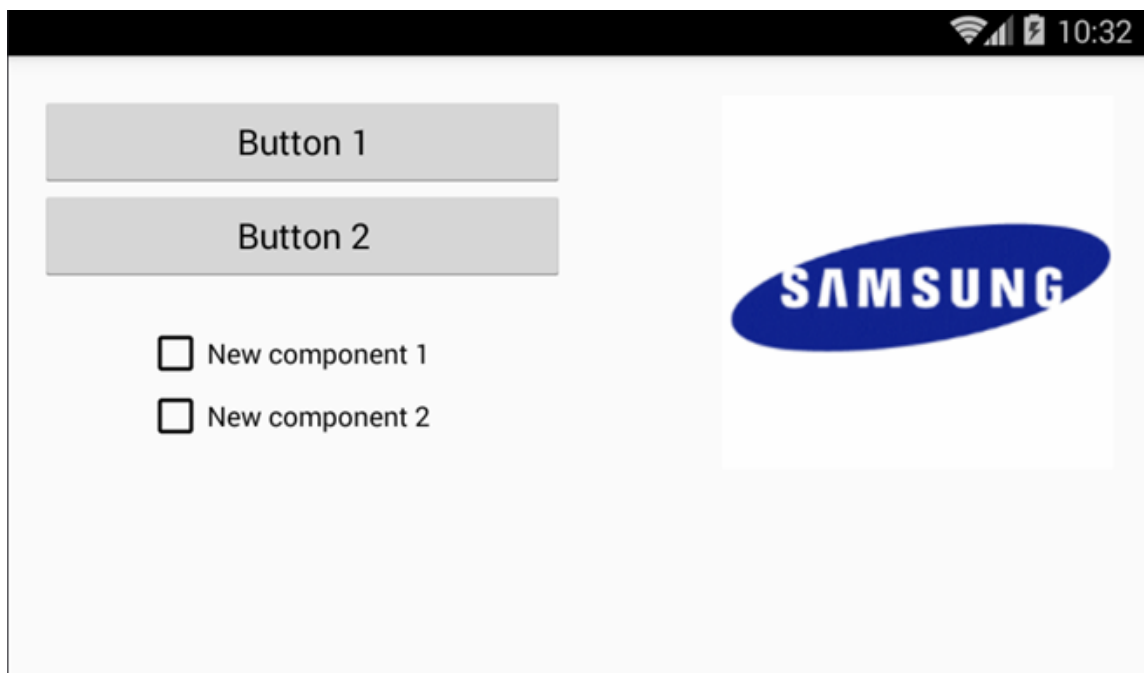 10:32
Button 1
Button 2
SAMSUNG
New component 1
New component 2